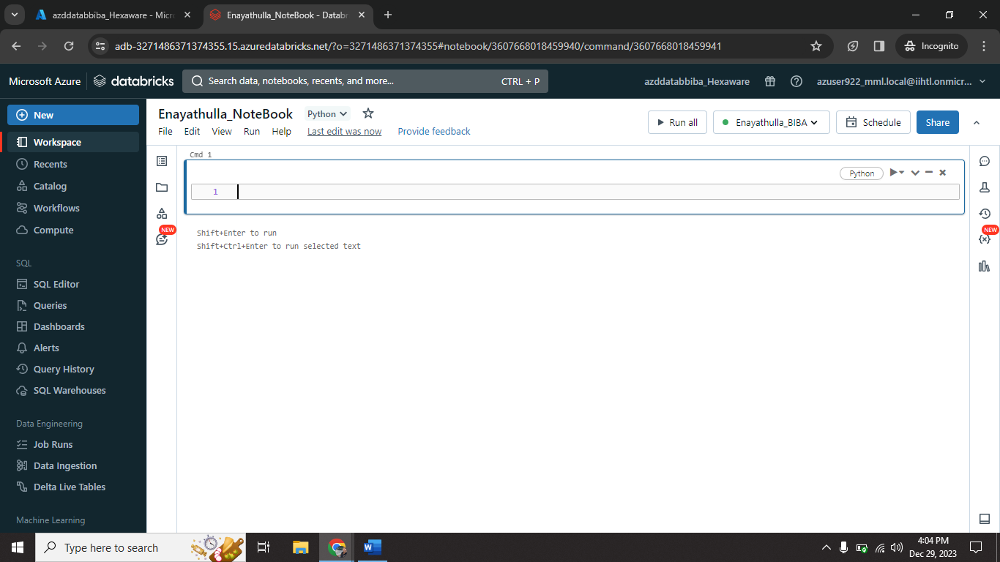 azddatabbiba_Hexaware - Micr
Enayathulla_NoteBook - Databr
adb-3271486371374355.15.azuredatabricks.net/?o=3271486371374355#notebook/3607668018459940/command/3607668018459941
Incognito
Microsoft Azure
databricks
Search data, notebooks, recents, and more...
CTRL + P
azddatabbiba_Hexaware
azuser922_mml.local@iihtl.onmicr...
New
Workspace
Recents
Catalog
Workflows
Compute
SQL
SQL Editor
Queries
Dashboards
Alerts
Query History
SQL Warehouses
Data Engineering
Job Runs
Data Ingestion
Delta Live Tables
Machine Learning
Enayathulla_NoteBook
Python
File Edit View Run Help Last edit was now Provide feedback
Run all
Enayathulla_BIBA
Schedule
Share
NEW
Cmd 1
Python
1
Shift+Enter to run
Shift+Ctrl+Enter to run selected text
NEW
Type here to search
4:04 PM
Dec 29, 2023